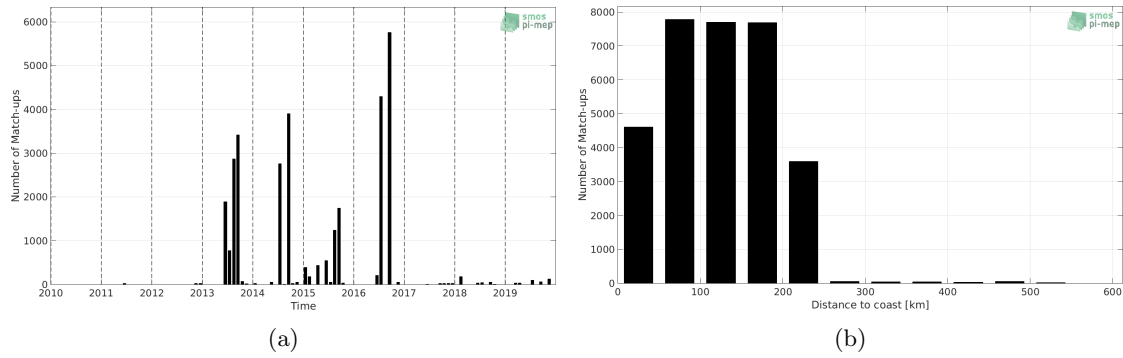 6000
5000
4000
3000
2000
1000
0
Number of Match-ups
2010 2011 2012 2013 2014 2015 2016 2017 2018 2019
Time
smos
pi-mep
(a)
8000
7000
6000
5000
4000
3000
2000
1000
0
Number of Match-ups
0 100 200 300 400 500 600
Distance to coast [km]
smos
pi-mep
(b)